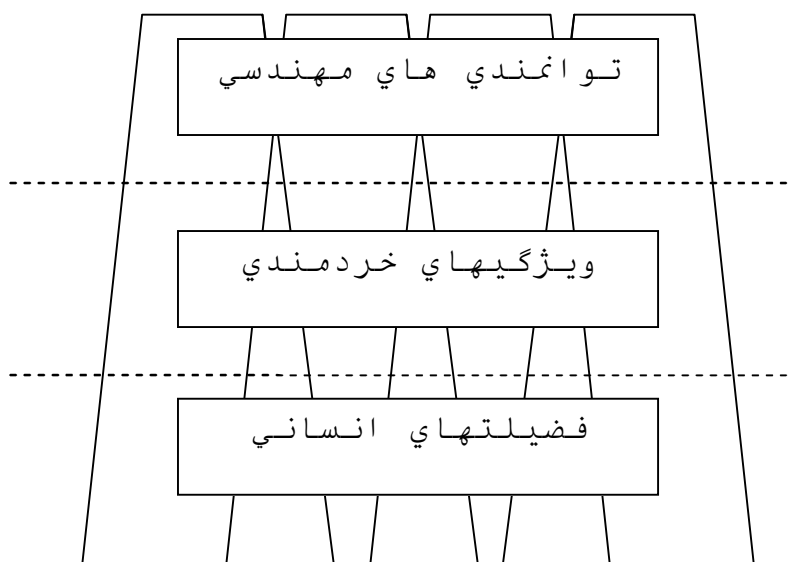 توانمندي هاي مهندسي
ويژگيهاي خردمندي
فضيلتهاي انساني